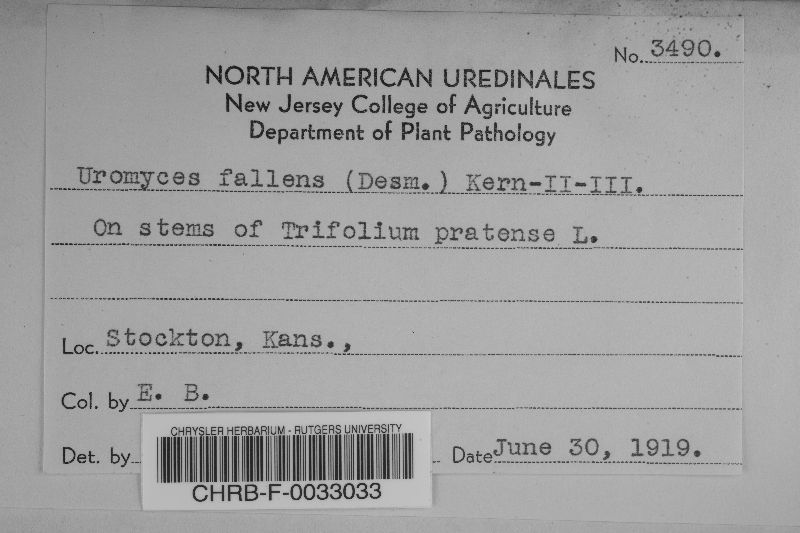 No. 3490.
NORTH AMERICAN UREDINALES
New Jersey College of Agriculture
Department of Plant Pathology
Uromyces fallens (Desm.) Kern-II-III.
On stems of Trifolium pratense L.
Loc. Stockton, Kans.,
Col. by E. B.
Det. by
Date June 30, 1919.
CHRYSLER HERBARIUM - RUTGERS UNIVERSITY
CHRB-F-0033033